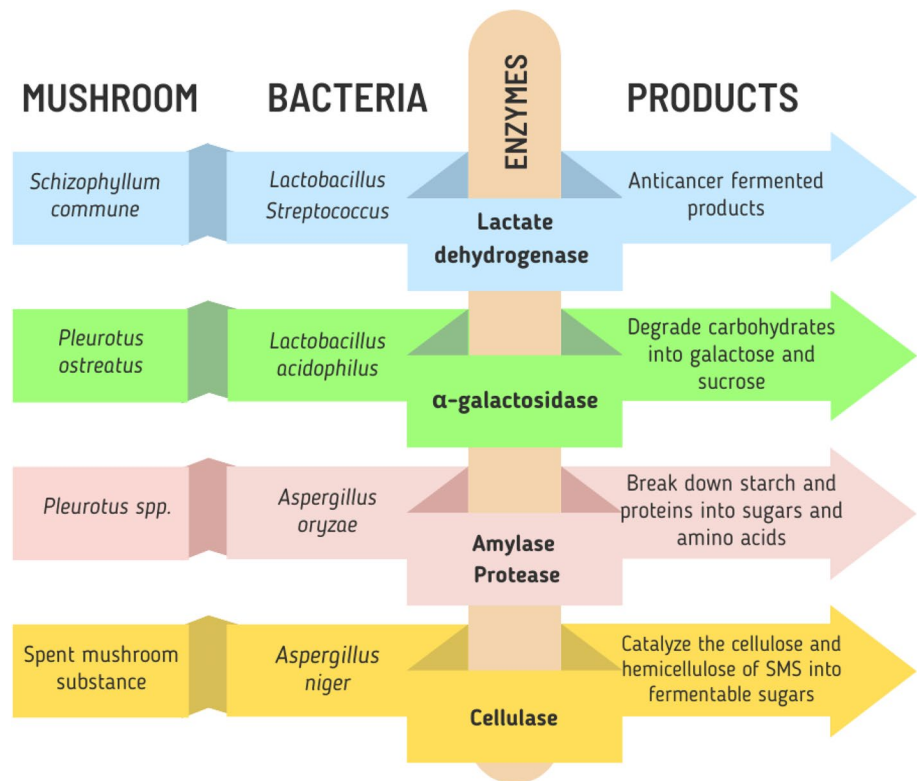 MUSHROOM
BACTERIA
ENZYMES
PRODUCTS
Schizophyllum
commune
Lactobacillus
Streptococcus
Lactate
dehydrogenase
Anticancer fermented
products
Pleurotus
ostreatus
Lactobacillus
acidophilus
α-galactosidase
Degrade carbohydrates
into galactose and
sucrose
Pleurotus spp.
Aspergillus
oryzae
Amylase
Protease
Break down starch and
proteins into sugars and
amino acids
Spent mushroom
substance
Aspergillus
niger
Cellulase
Catalyze the cellulose and
hemicellulose of SMS into
fermentable sugars